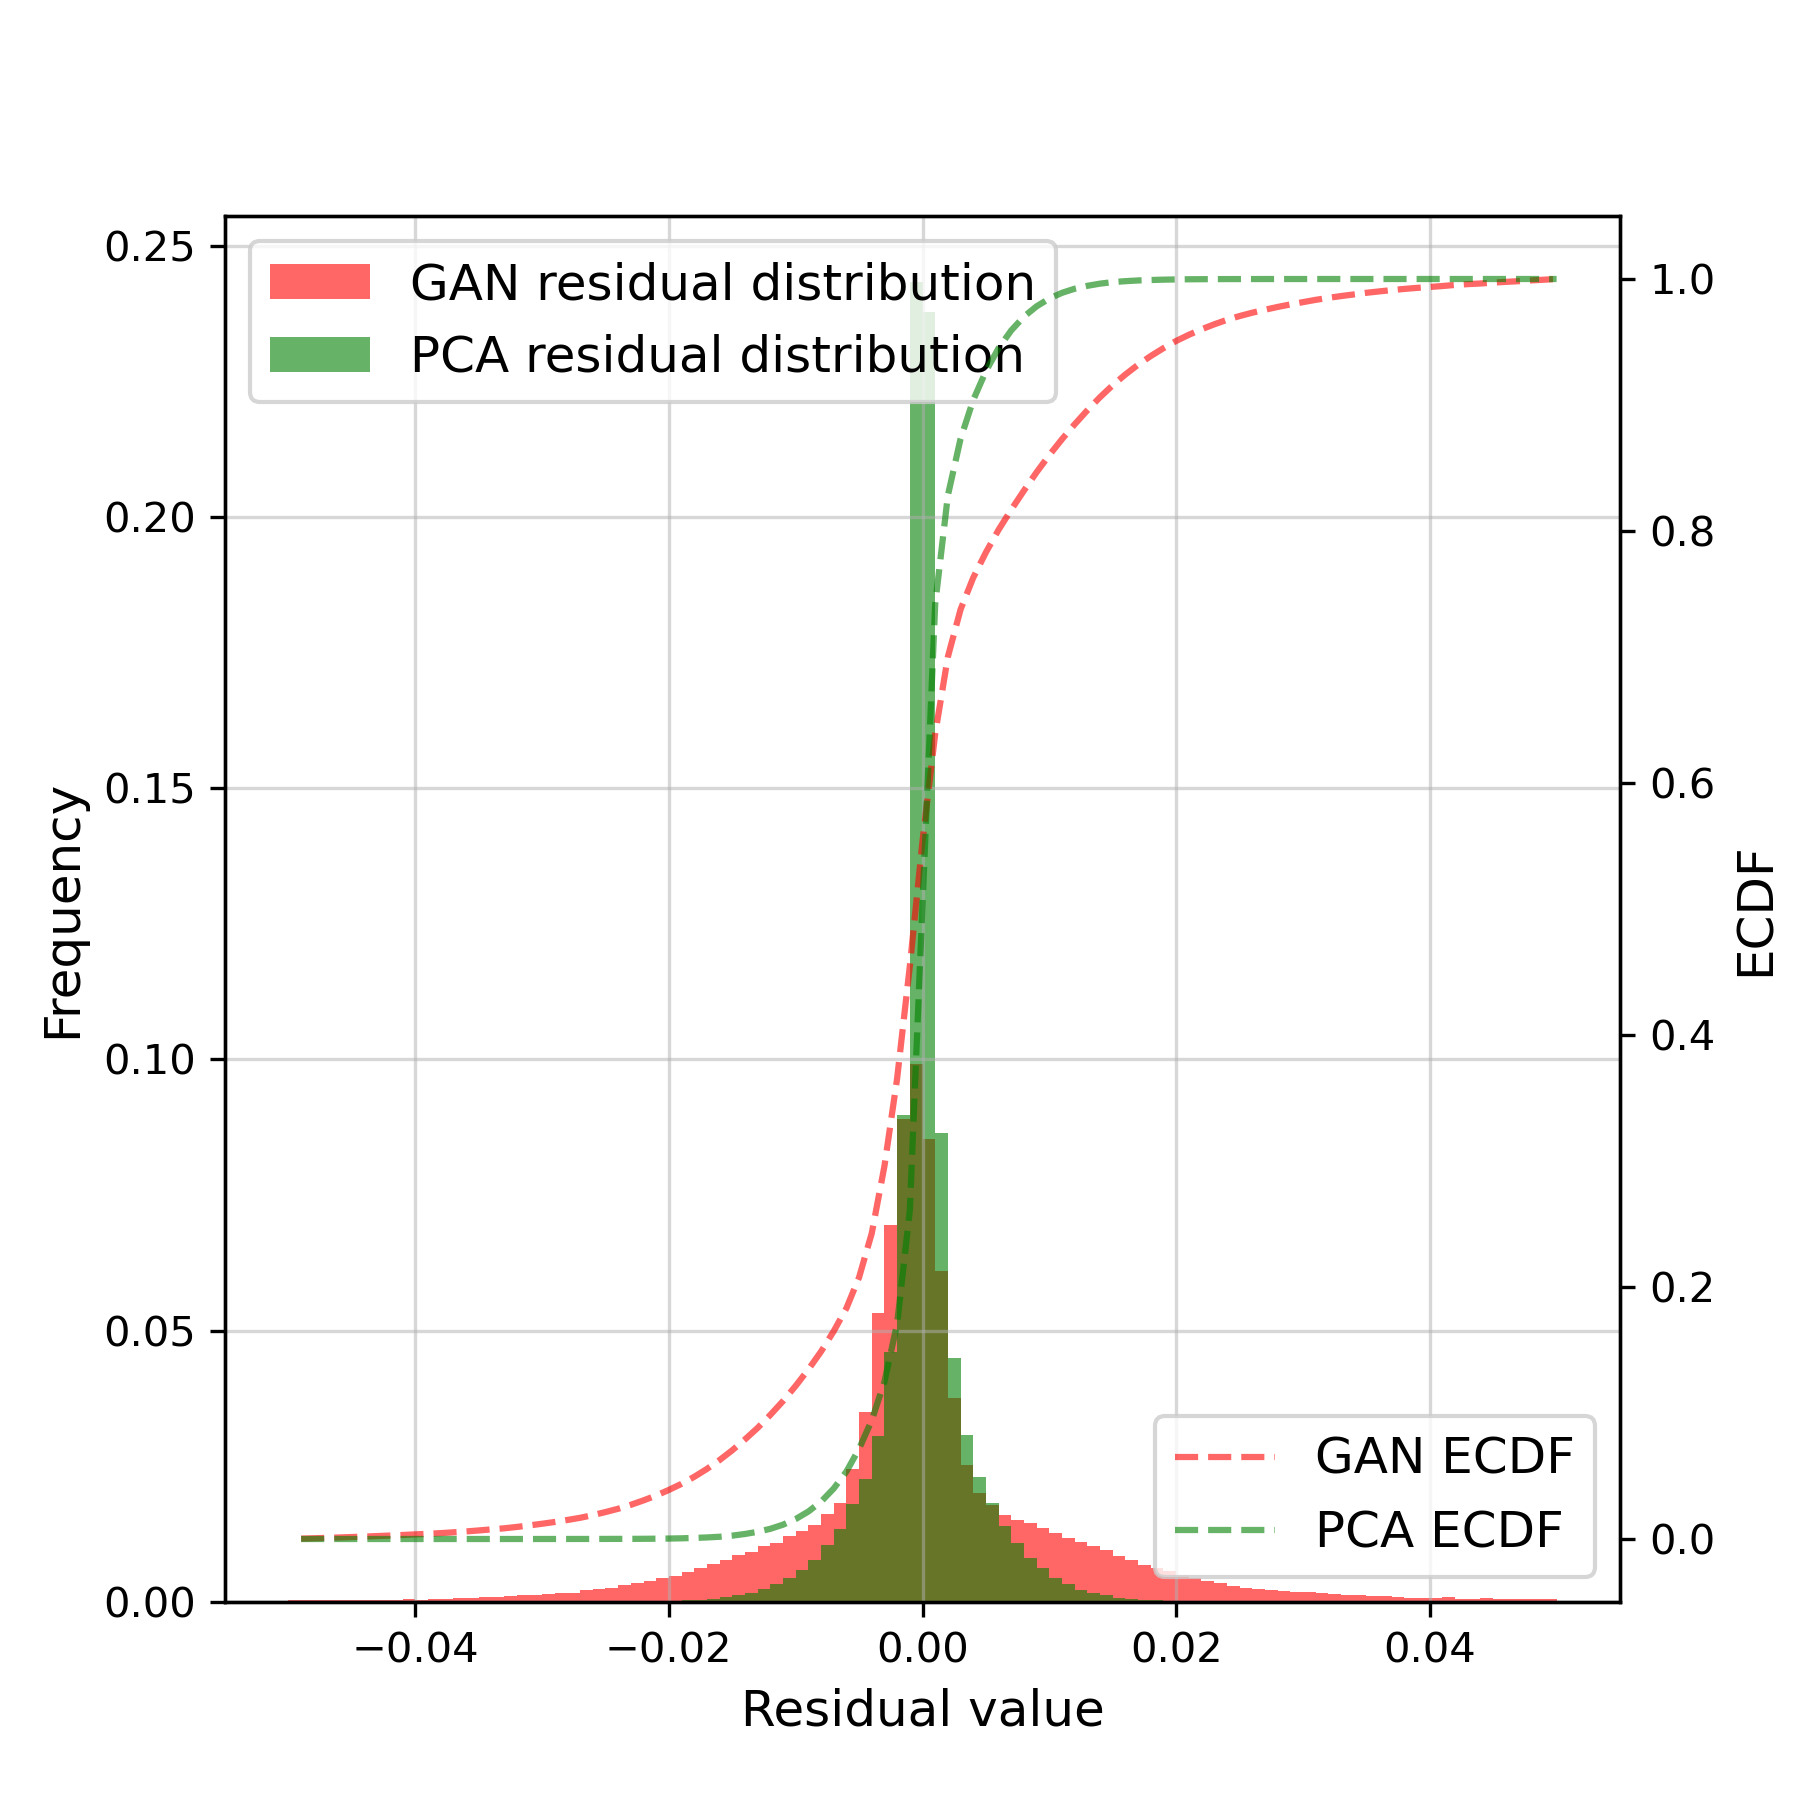 GAN residual distribution
PCA residual distribution
0.25
0.20
0.15
0.10
0.05
0.00
Frequency
1.0
0.8
0.6
0.4
0.2
0.0
ECDF
GAN ECDF
PCA ECDF
−0.04 −0.02 0.00 0.02 0.04
Residual value